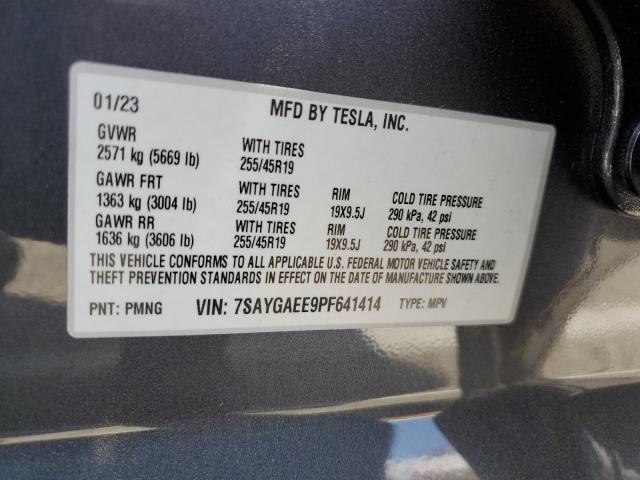 01/23 MFD BY TESLA, INC.
GVWR
2571 kg (5669 lb) WITH TIRES 255/45R19
GAWR FRT
1363 kg (3004 lb) WITH TIRES 255/45R19 RIM 19X9.5J COLD TIRE PRESSURE 290 kPa, 42 psi
GAWR RR
1636 kg (3606 lb) WITH TIRES 255/45R19 RIM 19X9.5J COLD TIRE PRESSURE 290 kPa, 42 psi
THIS VEHICLE CONFORMS TO ALL APPLICABLE U.S. FEDERAL MOTOR VEHICLE SAFETY AND
THEFT PREVENTION STANDARDS IN EFFECT ON THE DATE OF MANUFACTURE SHOWN ABOVE.
PNT: PMNG VIN: 7SAYGAEE9PF641414 TYPE: MPV